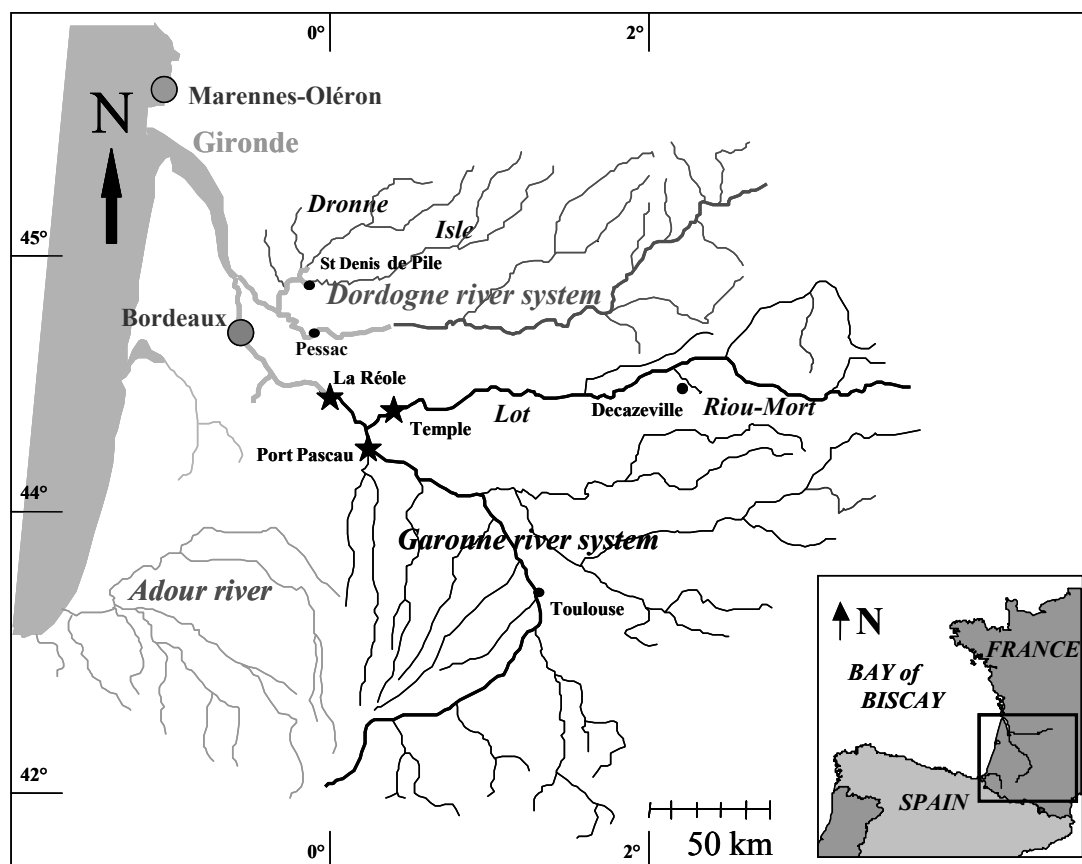 0°
2°
Marennes-Oléron
N
Gironde
Dronne
Isle
45°
St Denis de Pile
Dordogne river system
Bordeaux
Pessac
La Réole
Lot
Decazeville
Riou-Mort
Temple
Port Pascau
44°
Garonne river system
Adour river
Toulouse
N
FRANCE
BAY of
BISCAY
SPAIN
42°
50 km
0°
2°